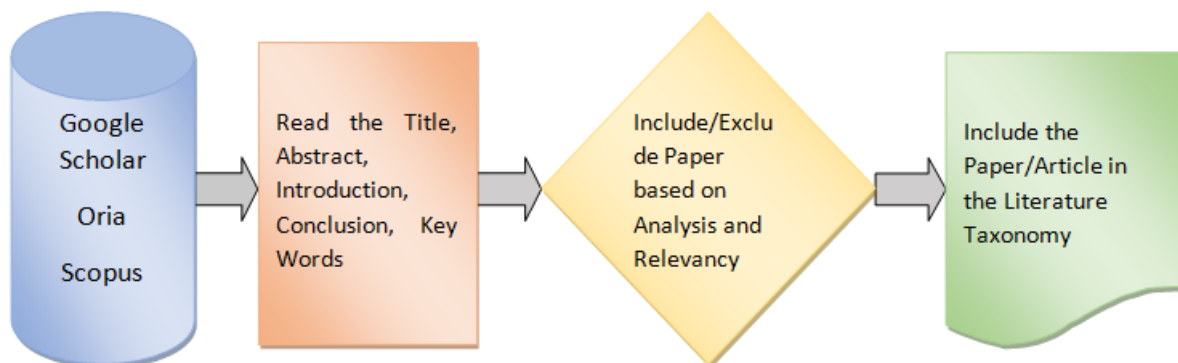 Google
Scholar
Oria
Scopus
Read the Title,
Abstract,
Introduction,
Conclusion, Key
Words
Include/Exclu
de Paper
based on
Analysis and
Relevancy
Include the
Paper/Article in
the Literature
Taxonomy